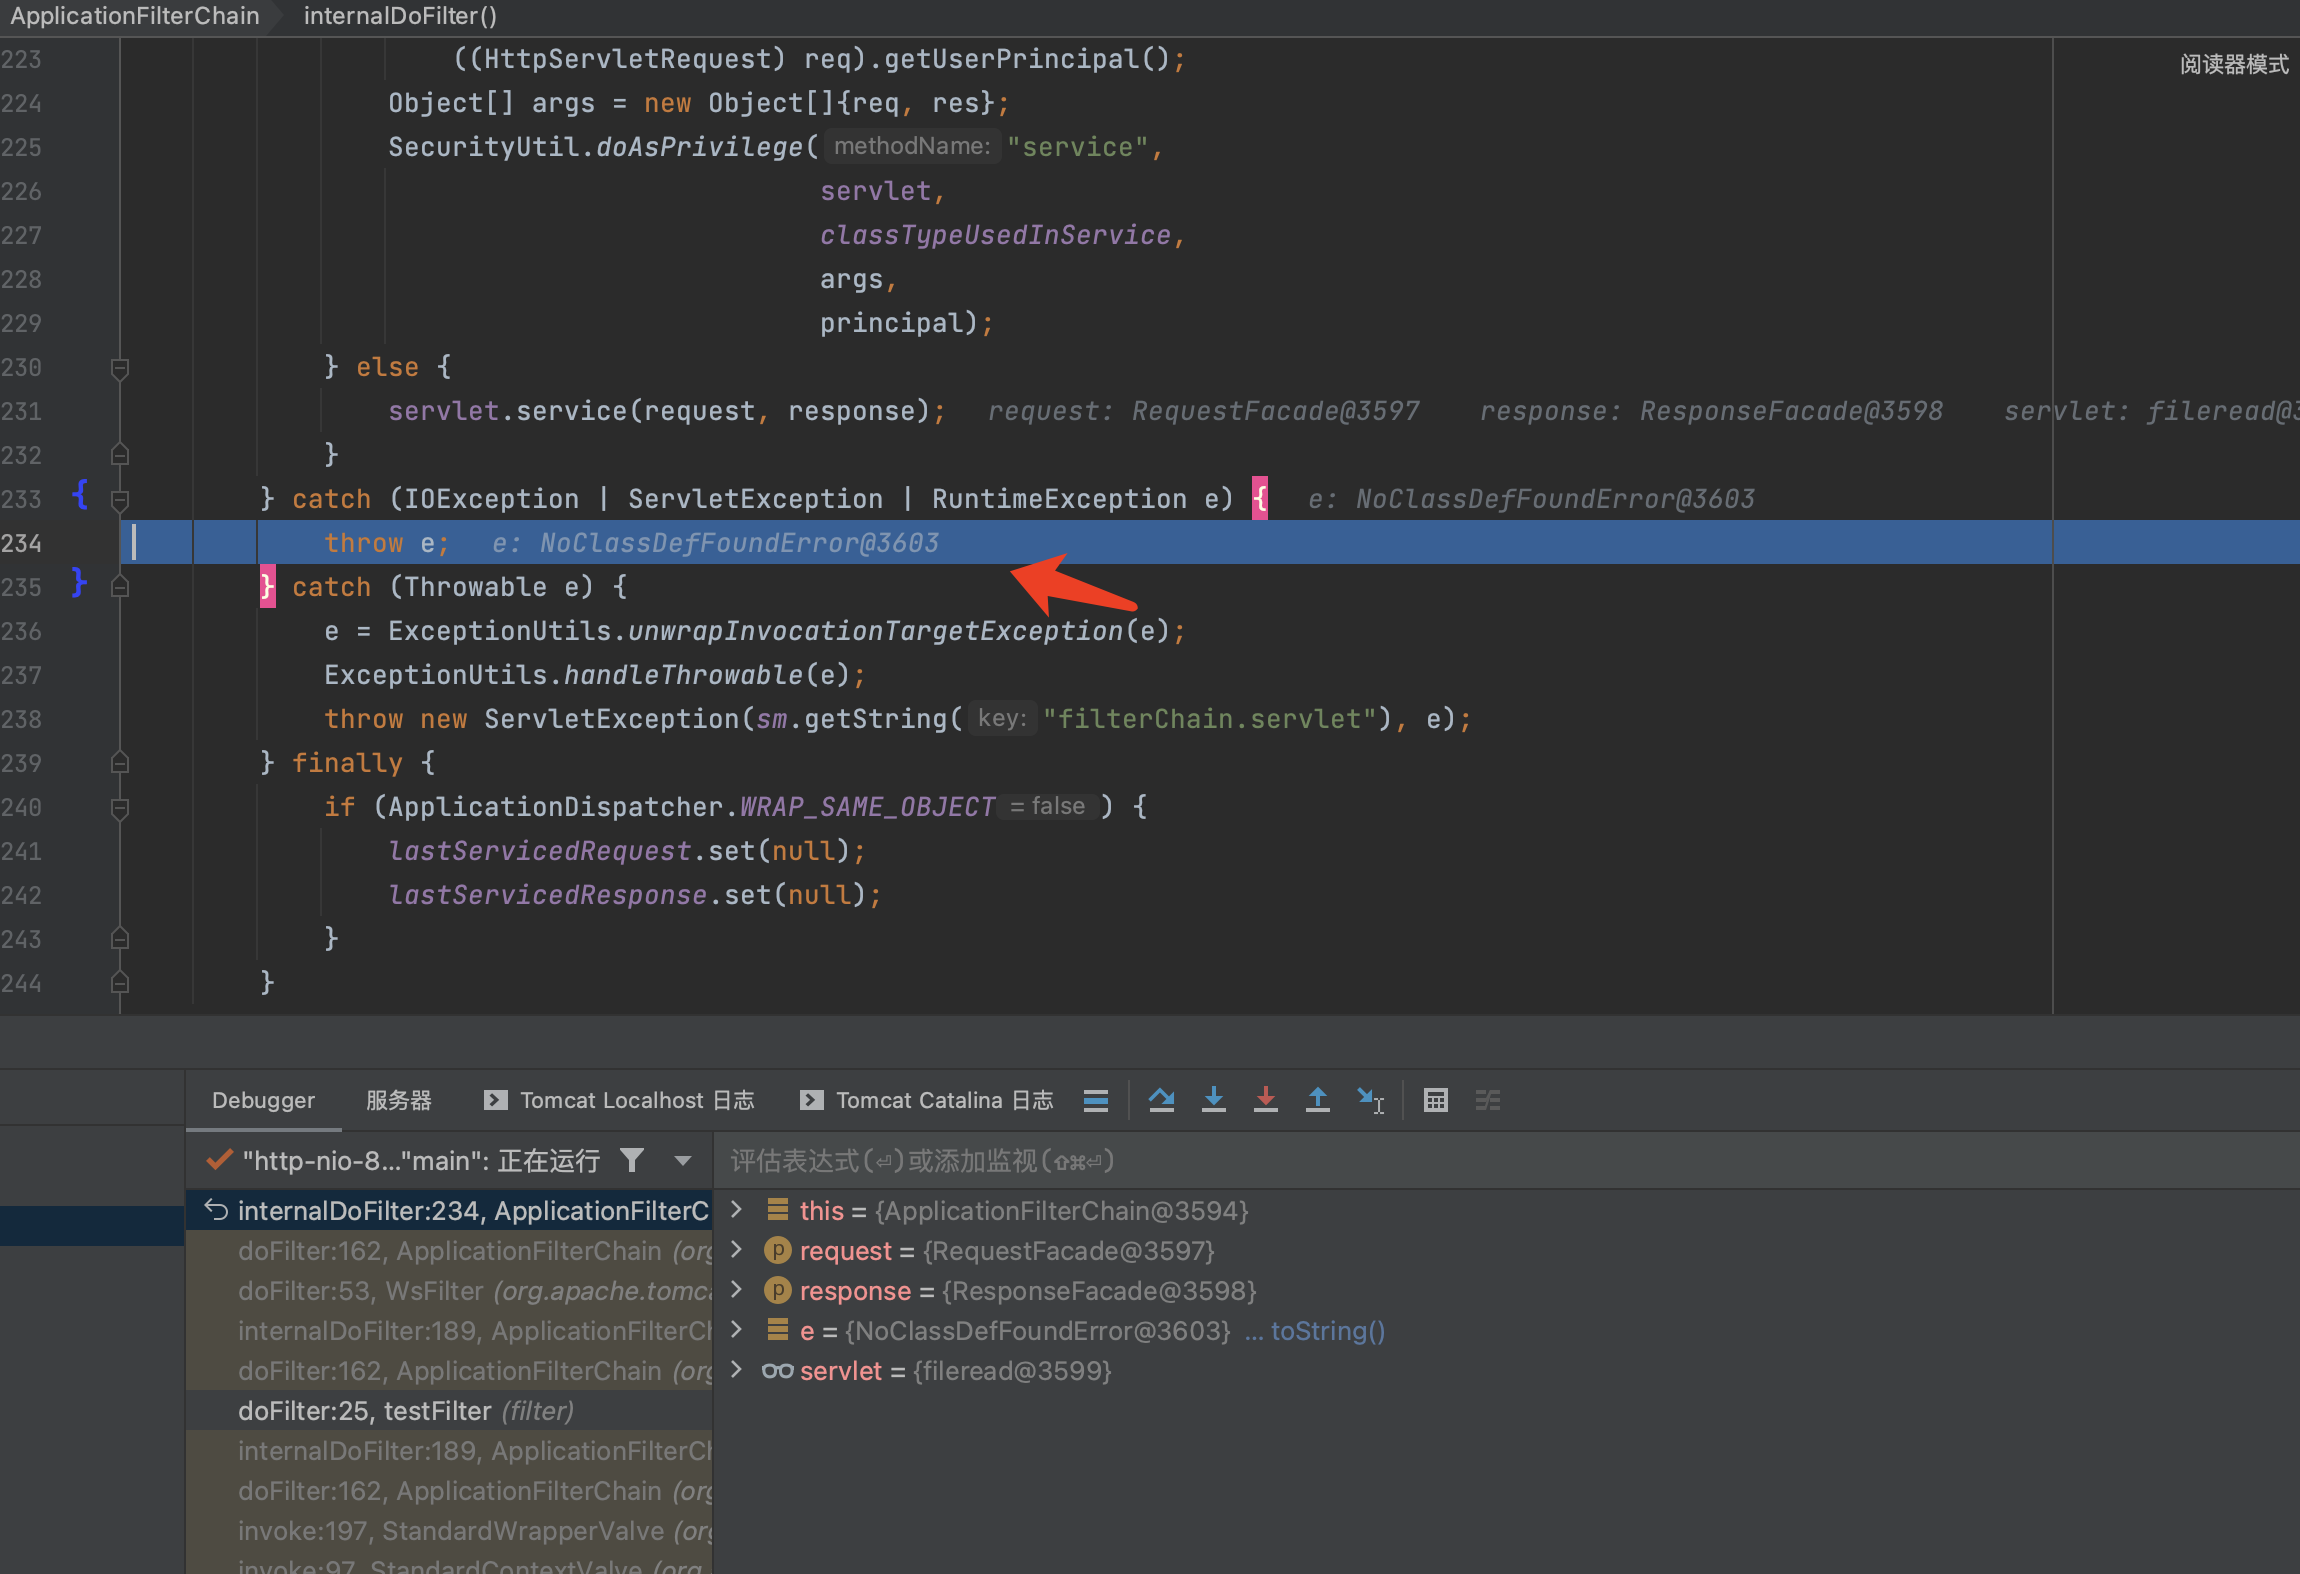 ApplicationFilterChain internalDoFilter()
阅读器模式
223 ((HttpServletRequest) req).getUserPrincipal();
224 Object[] args = new Object[]{req, res};
225 SecurityUtil.doAsPrivilege( methodName: "service",
226 servlet,
227 classTypeUsedInService,
228 args,
229 principal);
230 } else {
231 servlet.service(request, response); request: RequestFacade@3597 response: ResponseFacade@3598 servlet: fileread@3
232 }
233 } catch (IOException | ServletException | RuntimeException e) { e: NoClassDefFoundError@3603
234 throw e; e: NoClassDefFoundError@3603
235 } catch (Throwable e) {
236 e = ExceptionUtils.unwrapInvocationTargetException(e);
237 ExceptionUtils.handleThrowable(e);
238 throw new ServletException(sm.getString( key: "filterChain.servlet"), e);
239 } finally {
240 if (ApplicationDispatcher.WRAP_SAME_OBJECT = false ) {
241 lastServicedRequest.set(null);
242 lastServicedResponse.set(null);
243 }
244 }
Debugger 服务器 Tomcat Localhost 日志 Tomcat Catalina 日志
"http-nio-8..."main": 正在运行
评估表达式(⏎)或添加监视(⇧⌘⏎)
internalDoFilter:234, ApplicationFilterC
doFilter:162, ApplicationFilterChain (org
doFilter:53, WsFilter (org.apache.tomca
internalDoFilter:189, ApplicationFilterCh
doFilter:162, ApplicationFilterChain (org
doFilter:25, testFilter (filter)
internalDoFilter:189, ApplicationFilterCh
doFilter:162, ApplicationFilterChain (org
invoke:197, StandardWrapperValve (org
invoke:97, StandardContextValve (org.
this = {ApplicationFilterChain@3594}
request = {RequestFacade@3597}
response = {ResponseFacade@3598}
e = {NoClassDefFoundError@3603} ... toString()
servlet = {fileread@3599}